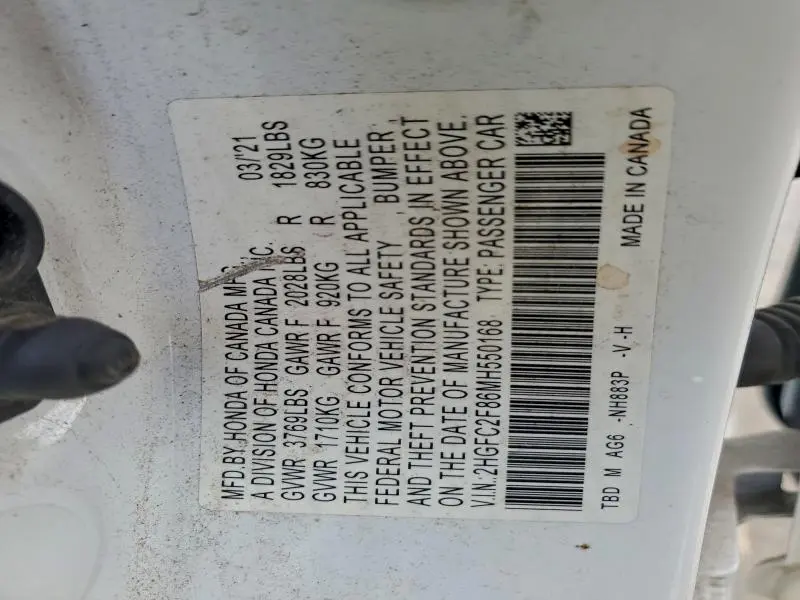 MFD.BY.HONDA OF CANADA 03/'21
A DIVISION OF HONDA CANADA INC.
GVWR 3769LBS GAWR F 2028LBS R 1829LBS
GVWR 1710KG GAWR F 920KG R 830KG
THIS VEHICLE CONFORMS TO ALL APPLICABLE
FEDERAL MOTOR VEHICLE SAFETY , BUMPER ,
AND THEFT PREVENTION STANDARDS IN EFFECT
ON THE DATE OF MANUFACTURE SHOWN ABOVE.
V.I.N.:2HGFC2F86MH550168 TYPE: PASSENGER CAR
TBD M AG6 -NH883P -V-H MADE IN CANADA